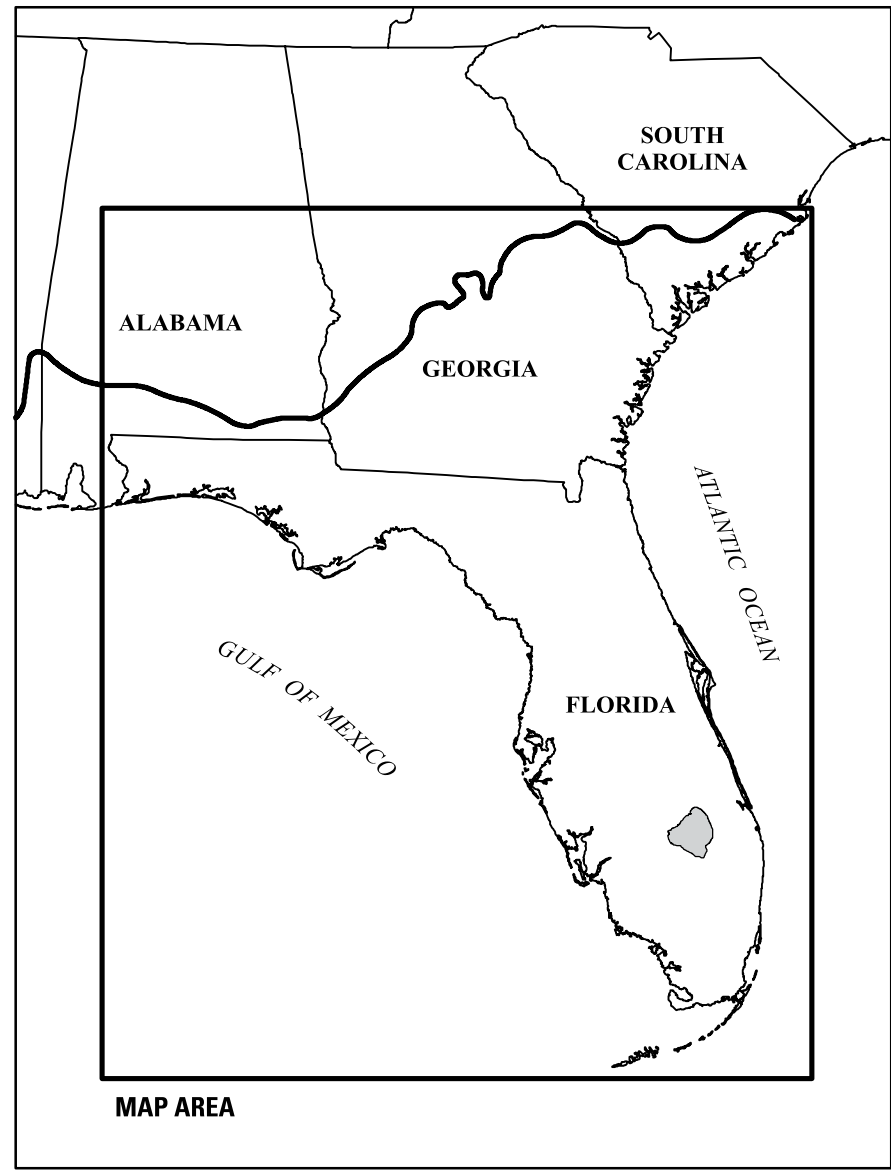 SOUTH
CAROLINA
ALABAMA
GEORGIA
ATLANTIC OCEAN
GULF OF MEXICO
FLORIDA
MAP AREA